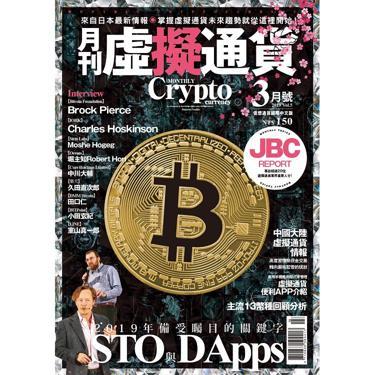 來自日本最新情報 掌握虛擬通貨未來趨勢就從這裡開始!
月刊虛擬通貨
MONTHLY
Crypto
currency
3月號
NT$150
JBC
REPORT
Interview
Brock Pierce
Charles Hoskinson
Moshe Hogeg
堀主知Robert Hori
中川大輔
久田直次郎
田口仁
小田玄紀
室山真一郎
中國大陸
虛擬通貨
情報
虛擬通貨
便利APP介紹
主流13幣種回顧分析
2019年備受矚目的關鍵字
STO與DApps